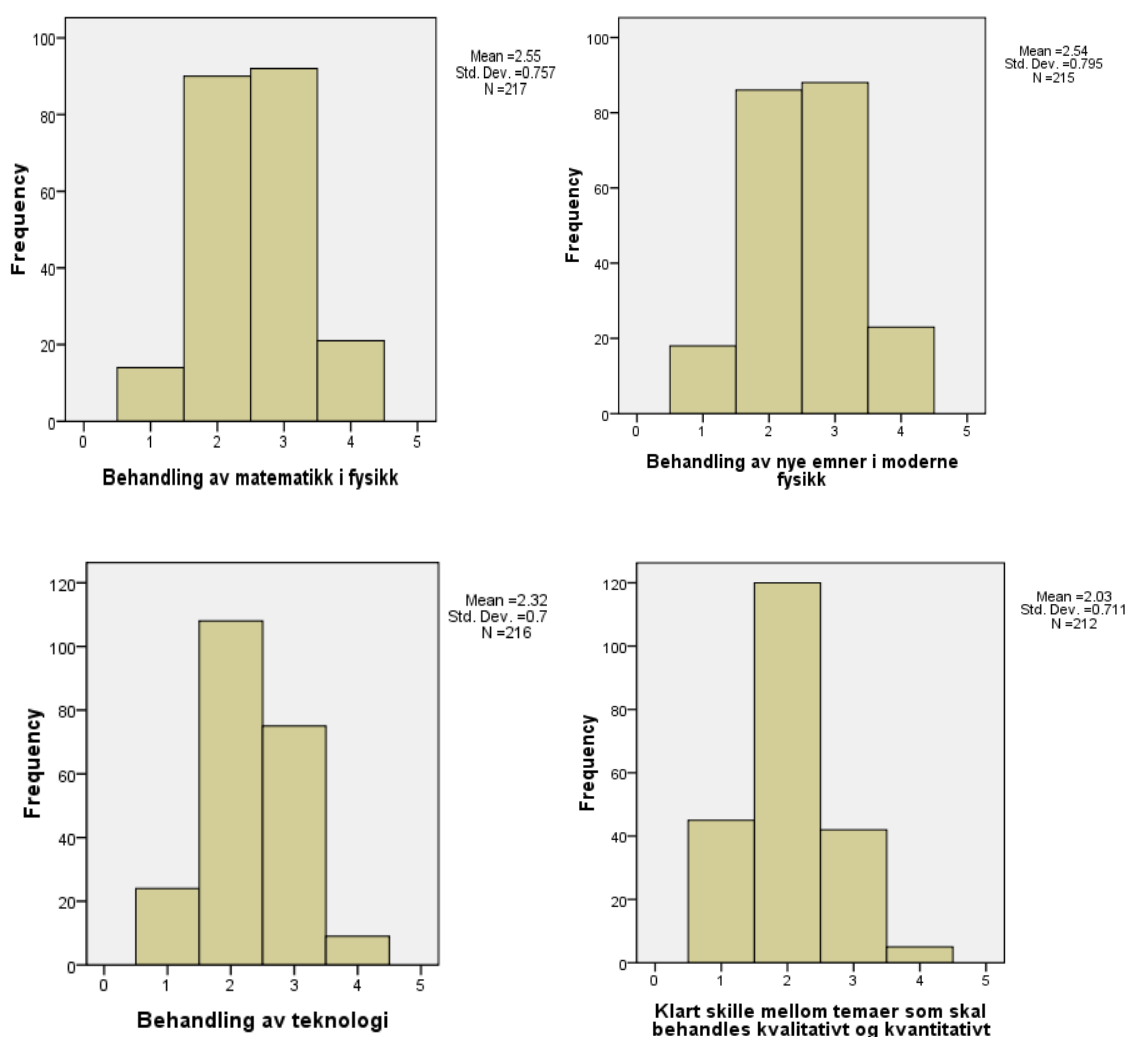 100
80
60
40
20
0
Frequency
0 1 2 3 4 5
Behandling av matematikk i fysikk
Mean =2.55
Std. Dev. =0.757
N =217
100
80
60
40
20
0
Frequency
0 1 2 3 4 5
Behandling av nye emner i moderne
fysikk
Mean =2.54
Std. Dev. =0.795
N =215
120
100
80
60
40
20
0
Frequency
0 1 2 3 4 5
Behandling av teknologi
Mean =2.32
Std. Dev. =0.7
N =216
120
100
80
60
40
20
0
Frequency
0 1 2 3 4 5
Klart skille mellom temaer som skal
behandles kvalitativt og kvantitativt
Mean =2.03
Std. Dev. =0.711
N =212